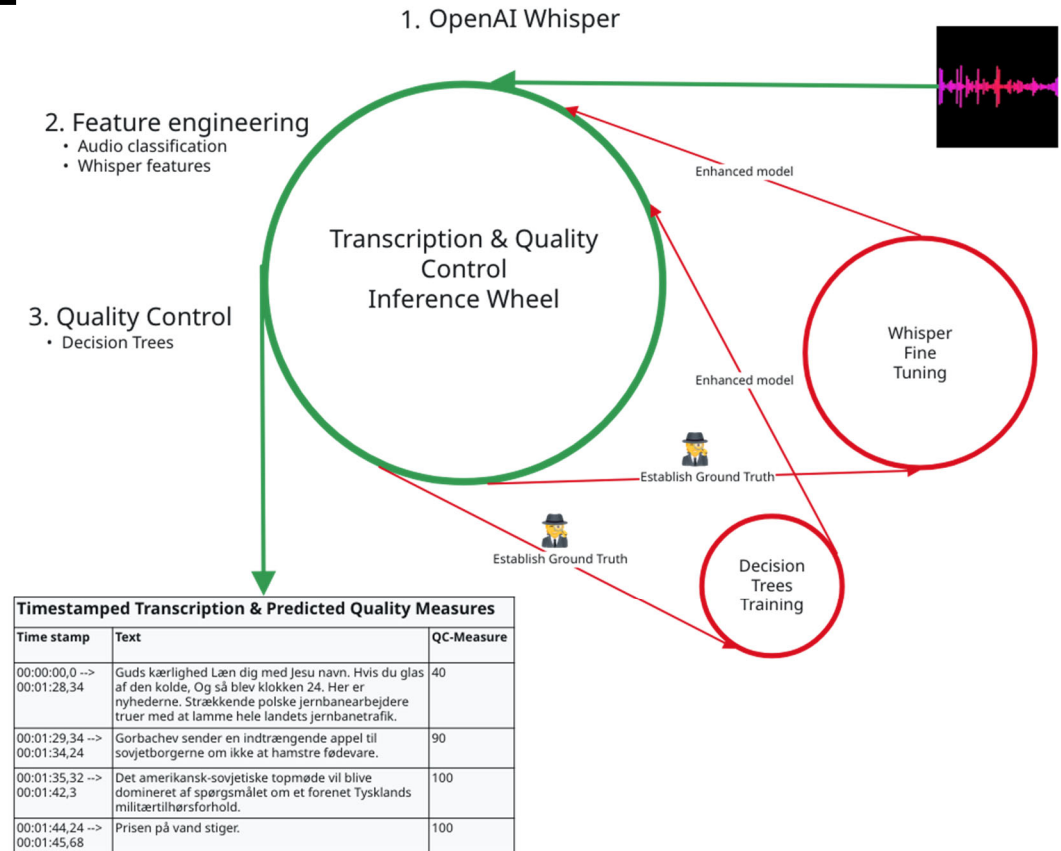 1. OpenAI Whisper
2. Feature engineering
• Audio classification
• Whisper features
3. Quality Control
• Decision Trees
Transcription & Quality
Control
Inference Wheel
Enhanced model
Whisper
Fine
Tuning
Enhanced model
Establish Ground Truth
Establish Ground Truth
Decision
Trees
Training
Timestamped Transcription & Predicted Quality Measures
Time stamp Text QC-Measure
00:00:00,0 --> Guds kærlighed Læn dig med Jesu navn. Hvis du glas 40
00:01:28,34 af den kolde, Og så blev klokken 24. Her er
nyhederne. Strækkende polske jernbanearbejdere
truer med at lamme hele landets jernbanetrafik.
00:01:29,34 --> Gorbachev sender en indtrængende appel til 90
00:01:34,24 sovjetborgerne om ikke at hamstre fødevare.
00:01:35,32 --> Det amerikansk-sovjetiske topmøde vil blive 100
00:01:42,3 domineret af spørgsmålet om et forenet Tysklands
militærtilhørsforhold.
00:01:44,24 --> Prisen på vand stiger. 100
00:01:45,68